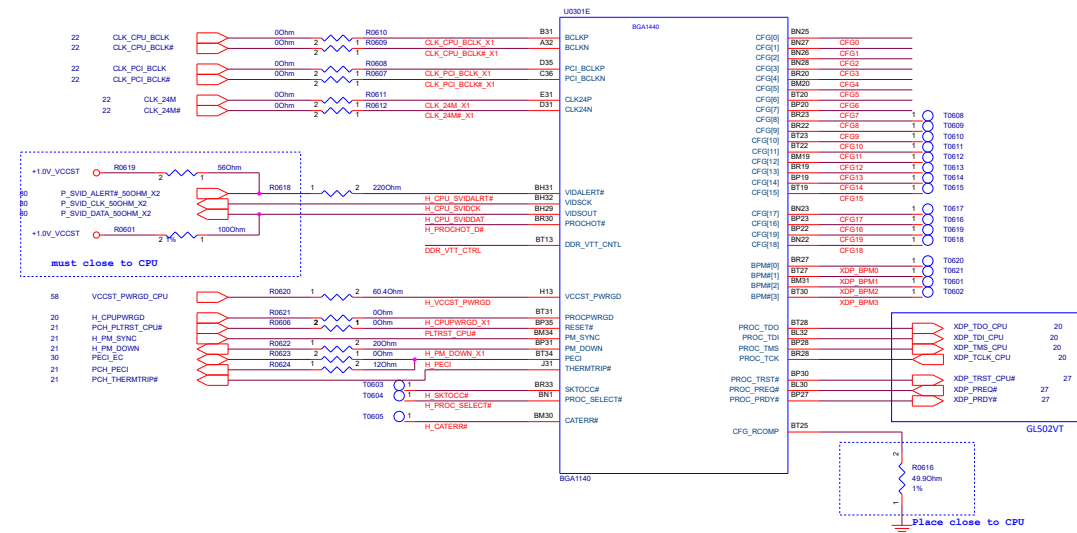 U0301E
BGA1440
22 CLK_CPU_BCLK 0Ohm R0610 B31 BCLKP CFG[0] BN25
22 CLK_CPU_BCLK# 0Ohm 2 1 R0609 CLK_CPU_BCLK_X1 A32 BCLKN CFG[1] BN27 CFG0
CLK_CPU_BCLK#_X1 CFG[2] BN26 CFG1
22 CLK_PCI_BCLK 0Ohm R0608 D35 PCI_BCLKP CFG[3] BN28 CFG2
22 CLK_PCI_BCLK# 0Ohm 2 1 R0607 CLK_PCI_BCLK_X1 C36 PCI_BCLKN CFG[4] BR20 CFG3
CLK_PCI_BCLK#_X1 CFG[5] BM20 CFG4
22 CLK_24M 0Ohm R0611 E31 CLK24P CFG[6] BT20 CFG5
22 CLK_24M# 0Ohm 2 1 R0612 CLK_24M_X1 D31 CLK24N CFG[7] BP20 CFG6
CLK_24M#_X1 CFG[8] BR23 CFG7 1 T0608
CFG[9] BR22 CFG8 1 T0609
CFG[10] BT23 CFG9 1 T0610
CFG[11] BT22 CFG10 1 T0611
CFG[12] BM19 CFG11 1 T0612
CFG[13] BR19 CFG12 1 T0613
CFG[14] BP19 CFG13 1 T0614
CFG[15] BT19 CFG14 1 T0615
CFG15
+1.0V_VCCST R0619 2 1 56Ohm
P_SVID_ALERT#_50OHM_X2 R0618 1 2 220Ohm BH31 VIDALERT#
P_SVID_CLK_50OHM_X2 H_CPU_SVIDALRT# BH32 VIDSCK
P_SVID_DATA_50OHM_X2 H_CPU_SVIDCK BH29 VIDSOUT
H_CPU_SVIDDAT BR30 PROCHOT#
H_PROCHOT_D#
+1.0V_VCCST R0601 2 1% 1 100Ohm
BT13 DDR_VTT_CNTL
DDR_VTT_CTRL
must close to CPU
CFG[17] BN23 1 T0617
CFG[16] BP23 CFG17 1 T0616
CFG[19] BP22 CFG16 1 T0619
CFG[18] BN22 CFG19 1 T0618
CFG18
BPM#[0] BR27 1 T0620
BPM#[1] BT27 XDP_BPM0 1 T0621
BPM#[2] BM31 XDP_BPM1 1 T0601
BPM#[3] BT30 XDP_BPM2 1 T0602
XDP_BPM3
58 VCCST_PWRGD_CPU R0620 1 2 60.4Ohm H13 VCCST_PWRGD
H_VCCST_PWRGD
20 H_CPUPWRGD R0621 0Ohm BT31 PROCPWRGD
21 PCH_PLTRST_CPU# R0606 2 1 0Ohm H_CPUPWRGD_X1 BP35 RESET#
21 H_PM_SYNC PLTRST_CPU# BM34 PM_SYNC
21 H_PM_DOWN R0622 20Ohm BP31 PM_DOWN
30 PECI_EC R0623 1 2 0Ohm H_PM_DOWN_X1 BT34 PECI
21 PCH_PECI R0624 1 2 12Ohm H_PECI J31 THERMTRIP#
21 PCH_THERMTRIP#
T0603 1 BR33 SKTOCC#
T0604 1 H_SKTOCC# BN1 PROC_SELECT#
H_PROC_SELECT#
T0605 1 BM30 CATERR#
H_CATERR#
PROC_TDO BT28 XDP_TDO_CPU 20
PROC_TDI BL32 XDP_TDI_CPU 20
PROC_TMS BP28 XDP_TMS_CPU 20
PROC_TCK BR28 XDP_TCLK_CPU 20
PROC_TRST# BP30 XDP_TRST_CPU# 27
PROC_PREQ# BL30 XDP_PREQ# 27
PROC_PRDY# BP27 XDP_PRDY# 27
CFG_RCOMP BT25
GL502VT
2
R0616
49.9Ohm
1%
1
Place close to CPU
BGA1140